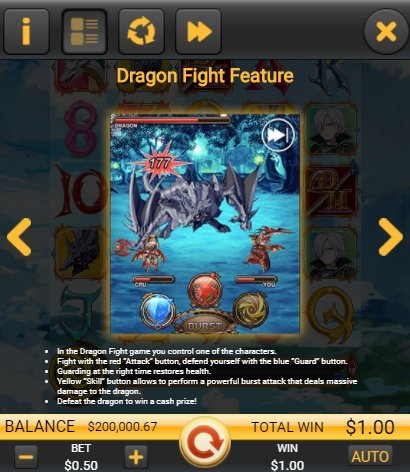 Dragon Fight Feature
DRAGON
177
CPU
YOU
BURST
In the Dragon Fight game you control one of the characters.
Fight with the red "Attack" button, defend yourself with the blue "Guard" button.
Guarding at the right time restores health.
Yellow "Skill" button allows to perform a powerful burst attack that deals massive
damage to the dragon.
Defeat the dragon to win a cash prize!
BALANCE $200,000.67 TOTAL WIN $1.00
BET WIN AUTO
$0.50 $1.00